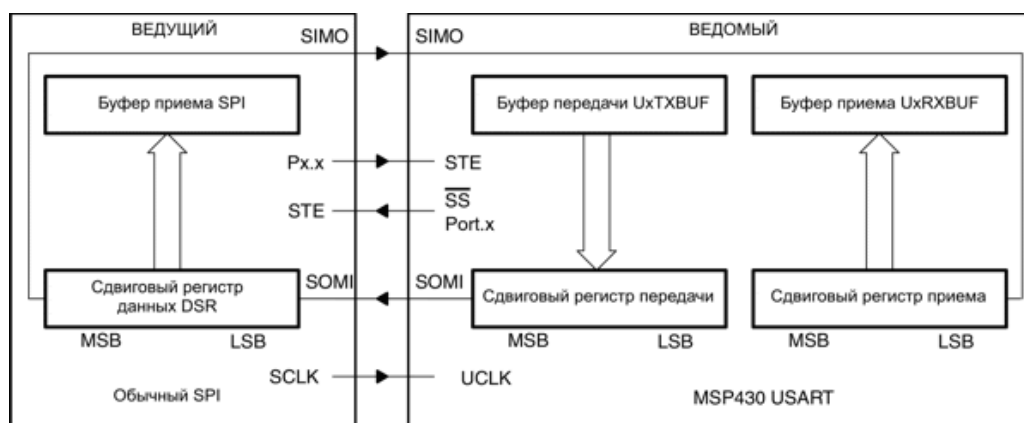 ВЕДУЩИЙ
SIMO
Буфер приема SPI
Px.x
STE
Сдвиговый регистр
данных DSR
SOMI
MSB
LSB
SCLK
Обычный SPI
ВЕДОМЫЙ
SIMO
Буфер передачи UxTXBUF
Буфер приема UxRXBUF
STE
SS
Port.x
SOMI
Сдвиговый регистр передачи
Сдвиговый регистр приема
MSB
LSB
MSB
LSB
UCLK
MSP430 USART